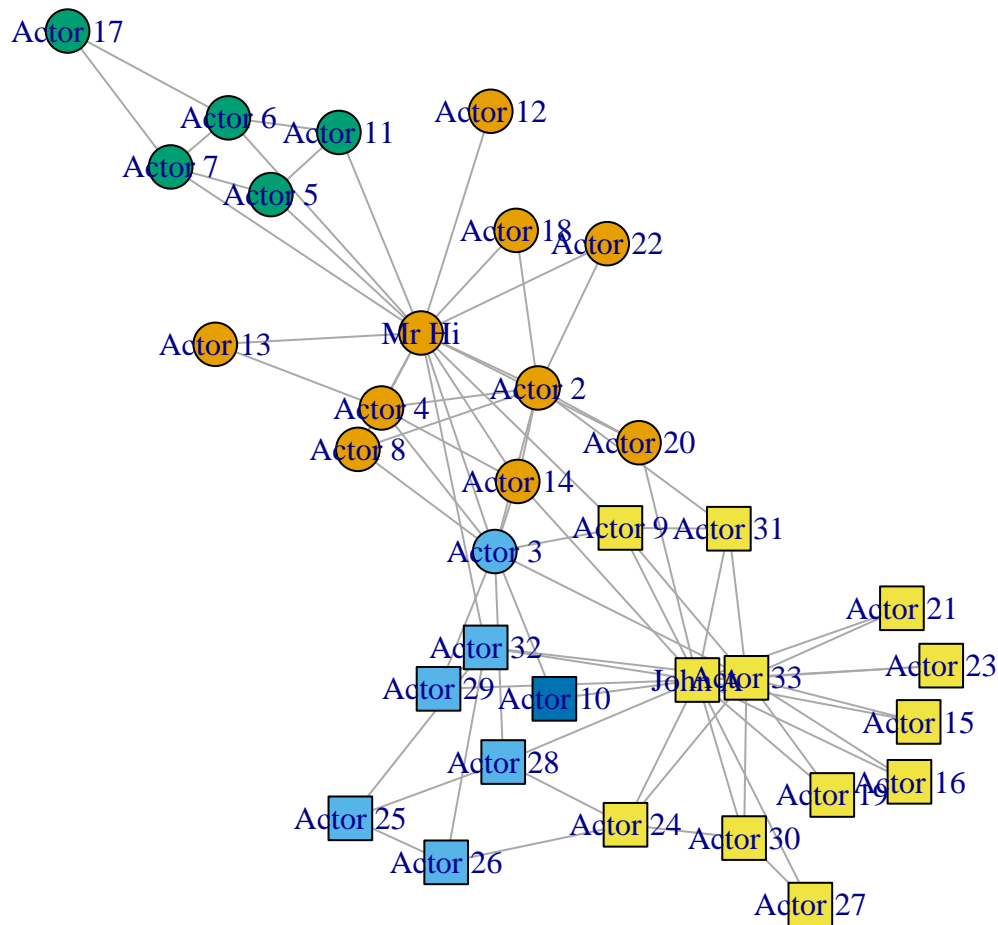 Actor 17
Actor 12
Actor 6
Actor 11
Actor 7
Actor 5
Actor 18
Actor 22
Mr Hi
Actor 13
Actor 2
Actor 4
Actor 20
Actor 8
Actor 14
Actor 9
Actor 31
Actor 3
Actor 21
Actor 32
Actor 23
Actor 33
John A
Actor 29
Actor 10
Actor 15
Actor 28
Actor 16
Actor 19
Actor 25
Actor 24
Actor 30
Actor 26
Actor 27